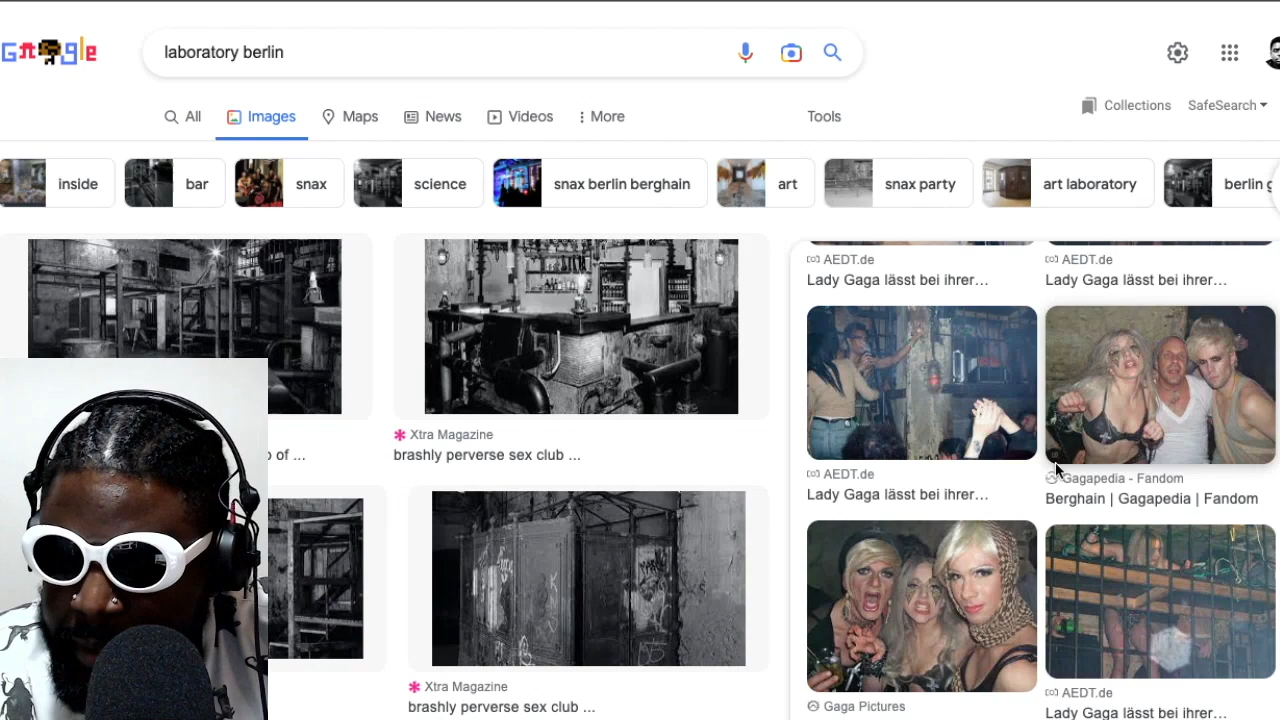 Google
laboratory berlin
All
Images
Maps
News
Videos
More
Tools
Collections
SafeSearch
inside
bar
snax
science
snax berlin berghain
art
snax party
art laboratory
berlin
AEDT.de
Lady Gaga lässt bei ihrer...
AEDT.de
Lady Gaga lässt bei ihrer...
Xtra Magazine
brashly perverse sex club ...
of ...
AEDT.de
Lady Gaga lässt bei ihrer...
Gagapedia - Fandom
Berghain | Gagapedia | Fandom
Xtra Magazine
brashly perverse sex club ...
Gaga Pictures
AEDT.de
Lady Gaga lässt bei ihrer...